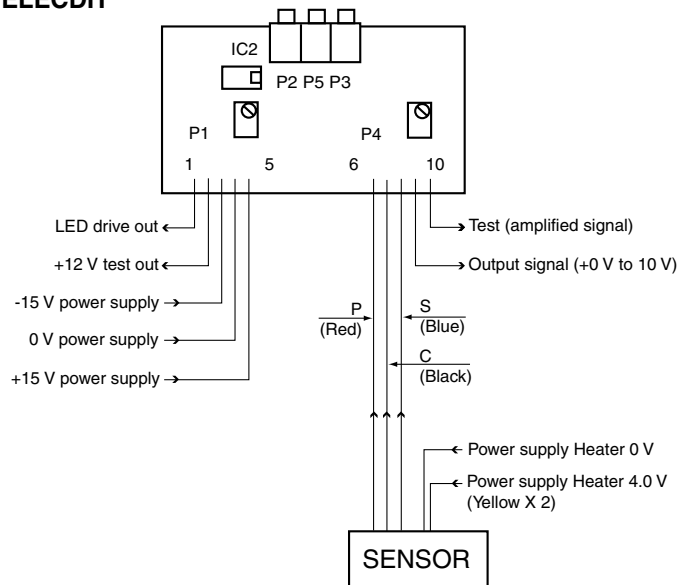 ELECDIT
IC2
P2 P5 P3
P1
P4
1
5
6
10
LED drive out
+12 V test out
-15 V power supply
0 V power supply
+15 V power supply
Test (amplified signal)
Output signal (+0 V to 10 V)
P
(Red)
S
(Blue)
C
(Black)
Power supply Heater 0 V
Power supply Heater 4.0 V
(Yellow X 2)
SENSOR